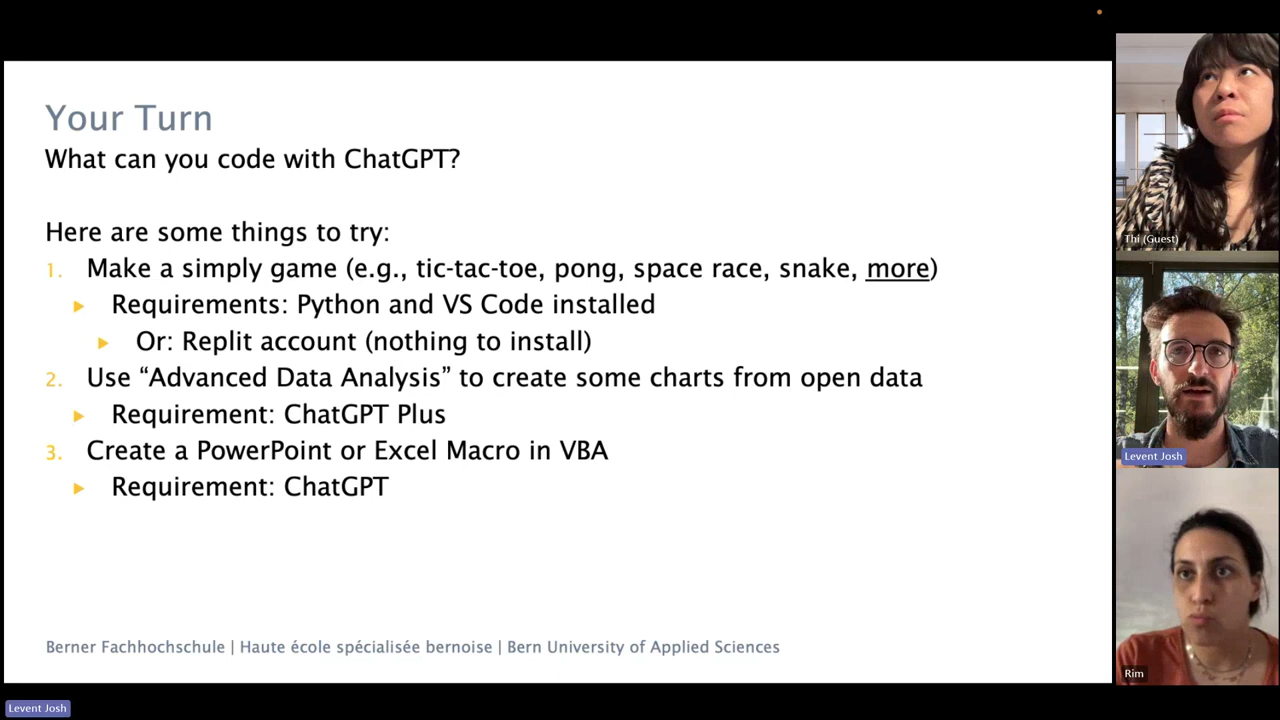 Your Turn
What can you code with ChatGPT?
Here are some things to try:
1. Make a simply game (e.g., tic-tac-toe, pong, space race, snake, more)
Requirements: Python and VS Code installed
Or: Replit account (nothing to install)
2. Use “Advanced Data Analysis” to create some charts from open data
Requirement: ChatGPT Plus
3. Create a PowerPoint or Excel Macro in VBA
Requirement: ChatGPT
Berner Fachhochschule | Haute école spécialisée bernoise | Bern University of Applied Sciences
Thi (Guest)
Levent Josh
Rim
Levent Josh